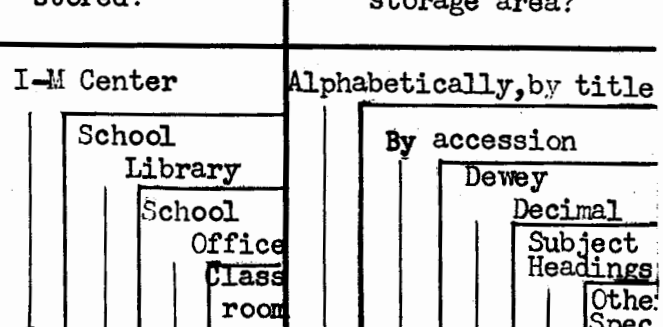 stored?
storage area?
I-M Center
School
Library
School
Office
Class
room
Alphabetically,by title
By accession
Dewey
Decimal
Subject
Headings